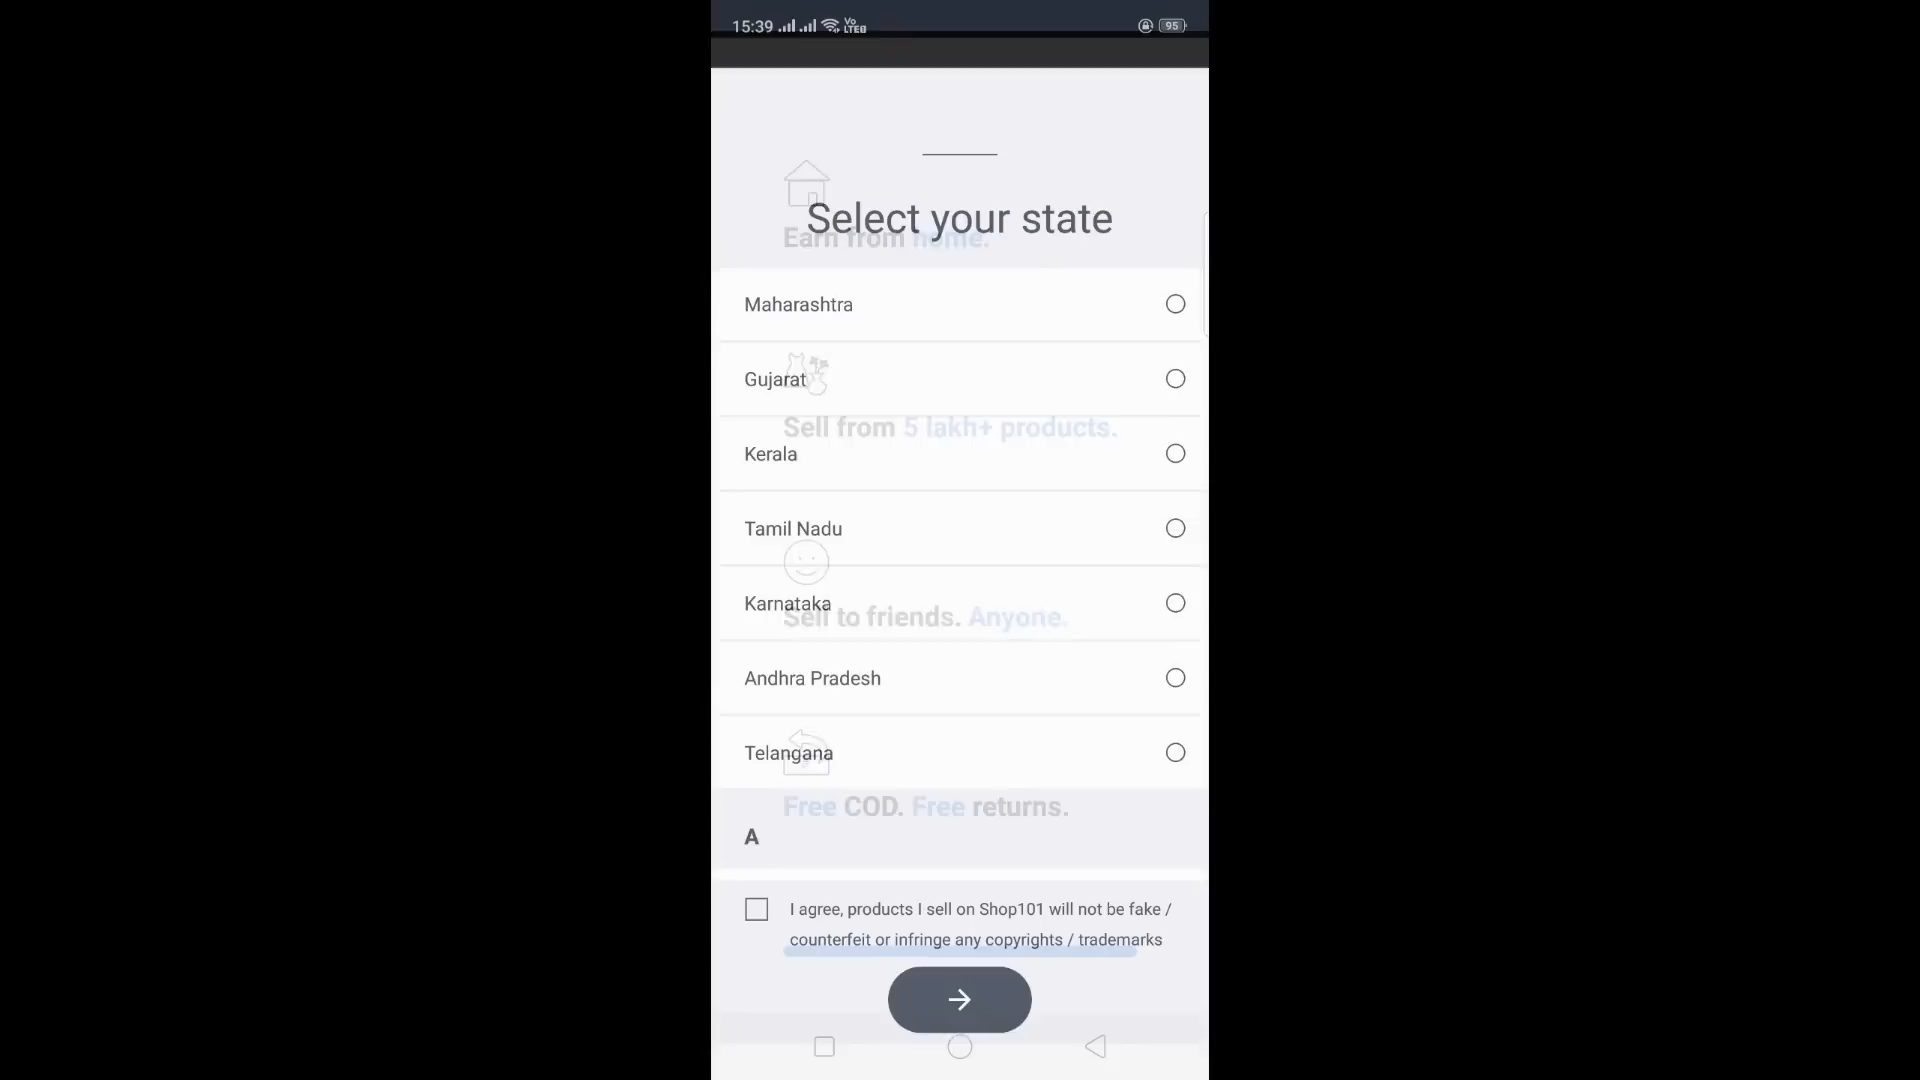 15:39 Vo LTE 95
Select your state
Earn from home.
Maharashtra
Gujarat
Sell from 5 lakh+ products.
Kerala
Tamil Nadu
Karnataka
Sell to friends. Anyone.
Andhra Pradesh
Telangana
Free COD. Free returns.
A
I agree, products I sell on Shop101 will not be fake /
counterfeit or infringe any copyrights / trademarks